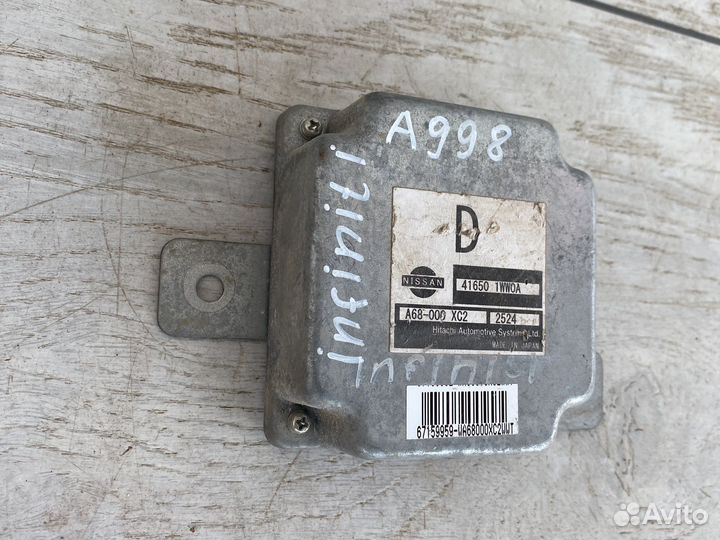 A998
infiniti
D
NISSAN
41650 1WW0A
A68-000 XC2
2524
Hitachi Automotive Systems, Ltd.
MADE IN JAPAN
infiniti
67159959-WA68000XC2WWT
Avito